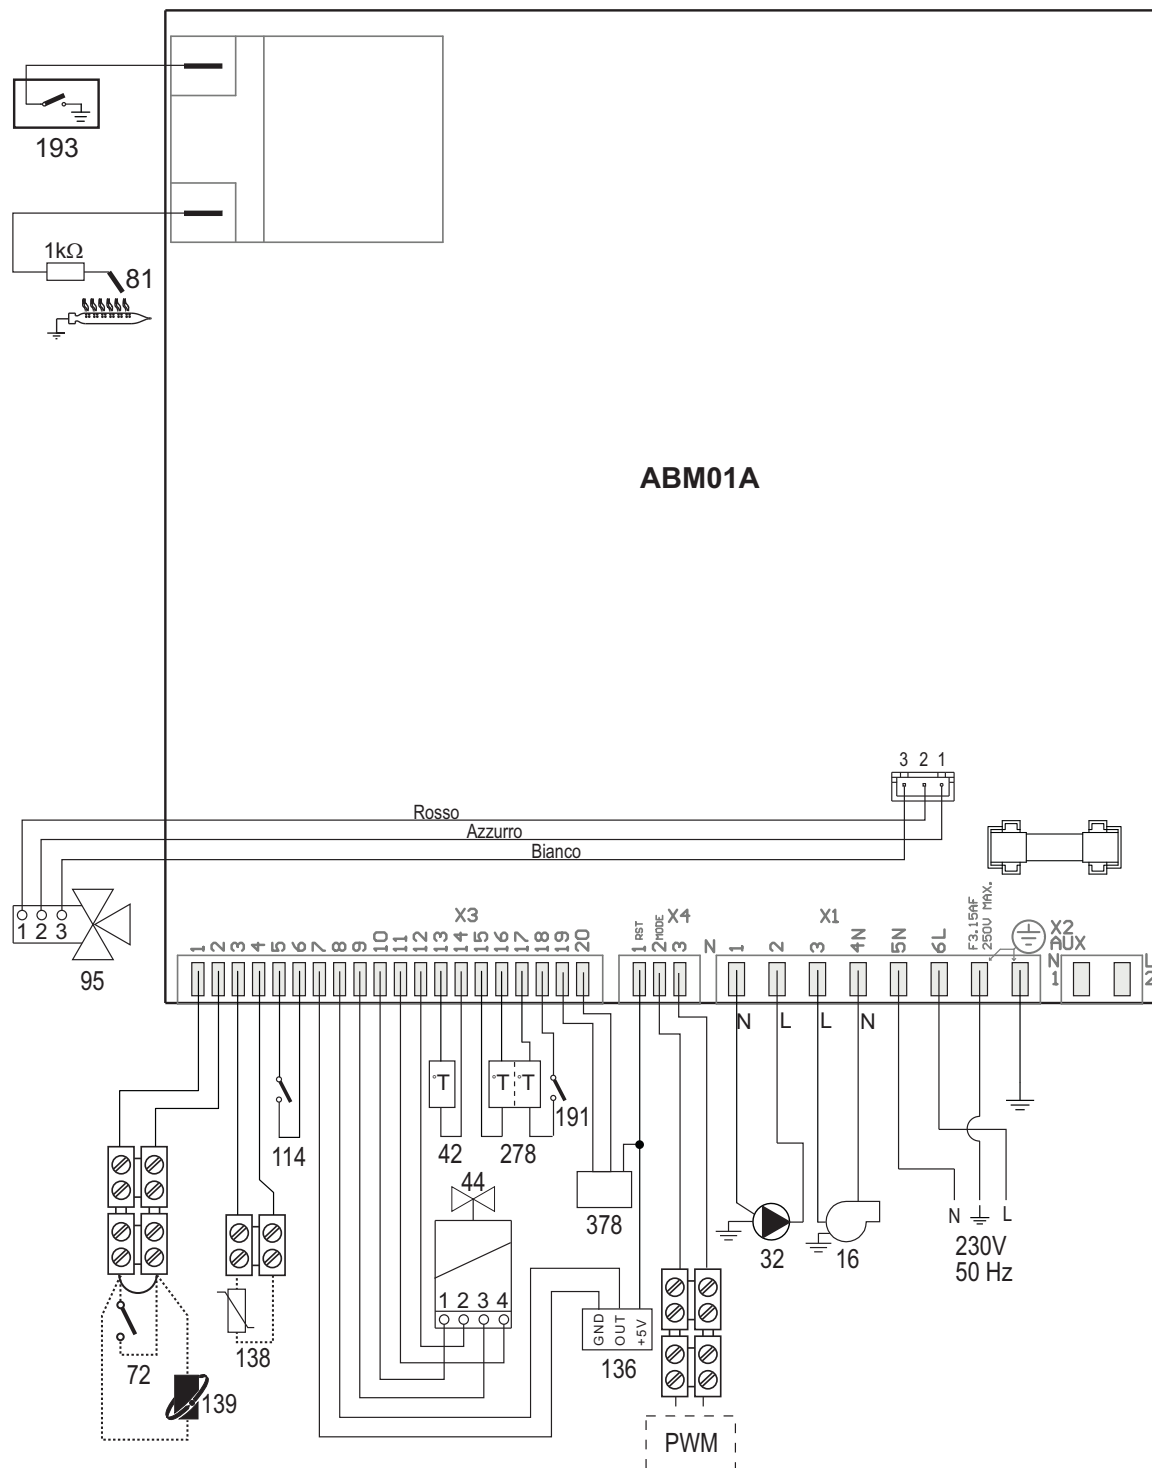 193
1kΩ
81
ABM01A
3 2 1
Rosso
Azzurro
Bianco
1 2 3
95
X3
1 2 3 4 5 6 7 8 9 10 11 12 13 14 15 16 17 18 19 20
X4
1 RST
2 MODE
3
Z
X1
1 2 3 4N 5N 6L
F3.15AF
250V MAX.
X2
AUX
N
1
L
2
N L L N
°T
°T °T
114
42
278
191
44
378
32
16
N L
230V
50 Hz
1 2 3 4
GND
OUT
+5V
136
72
138
139
PWM